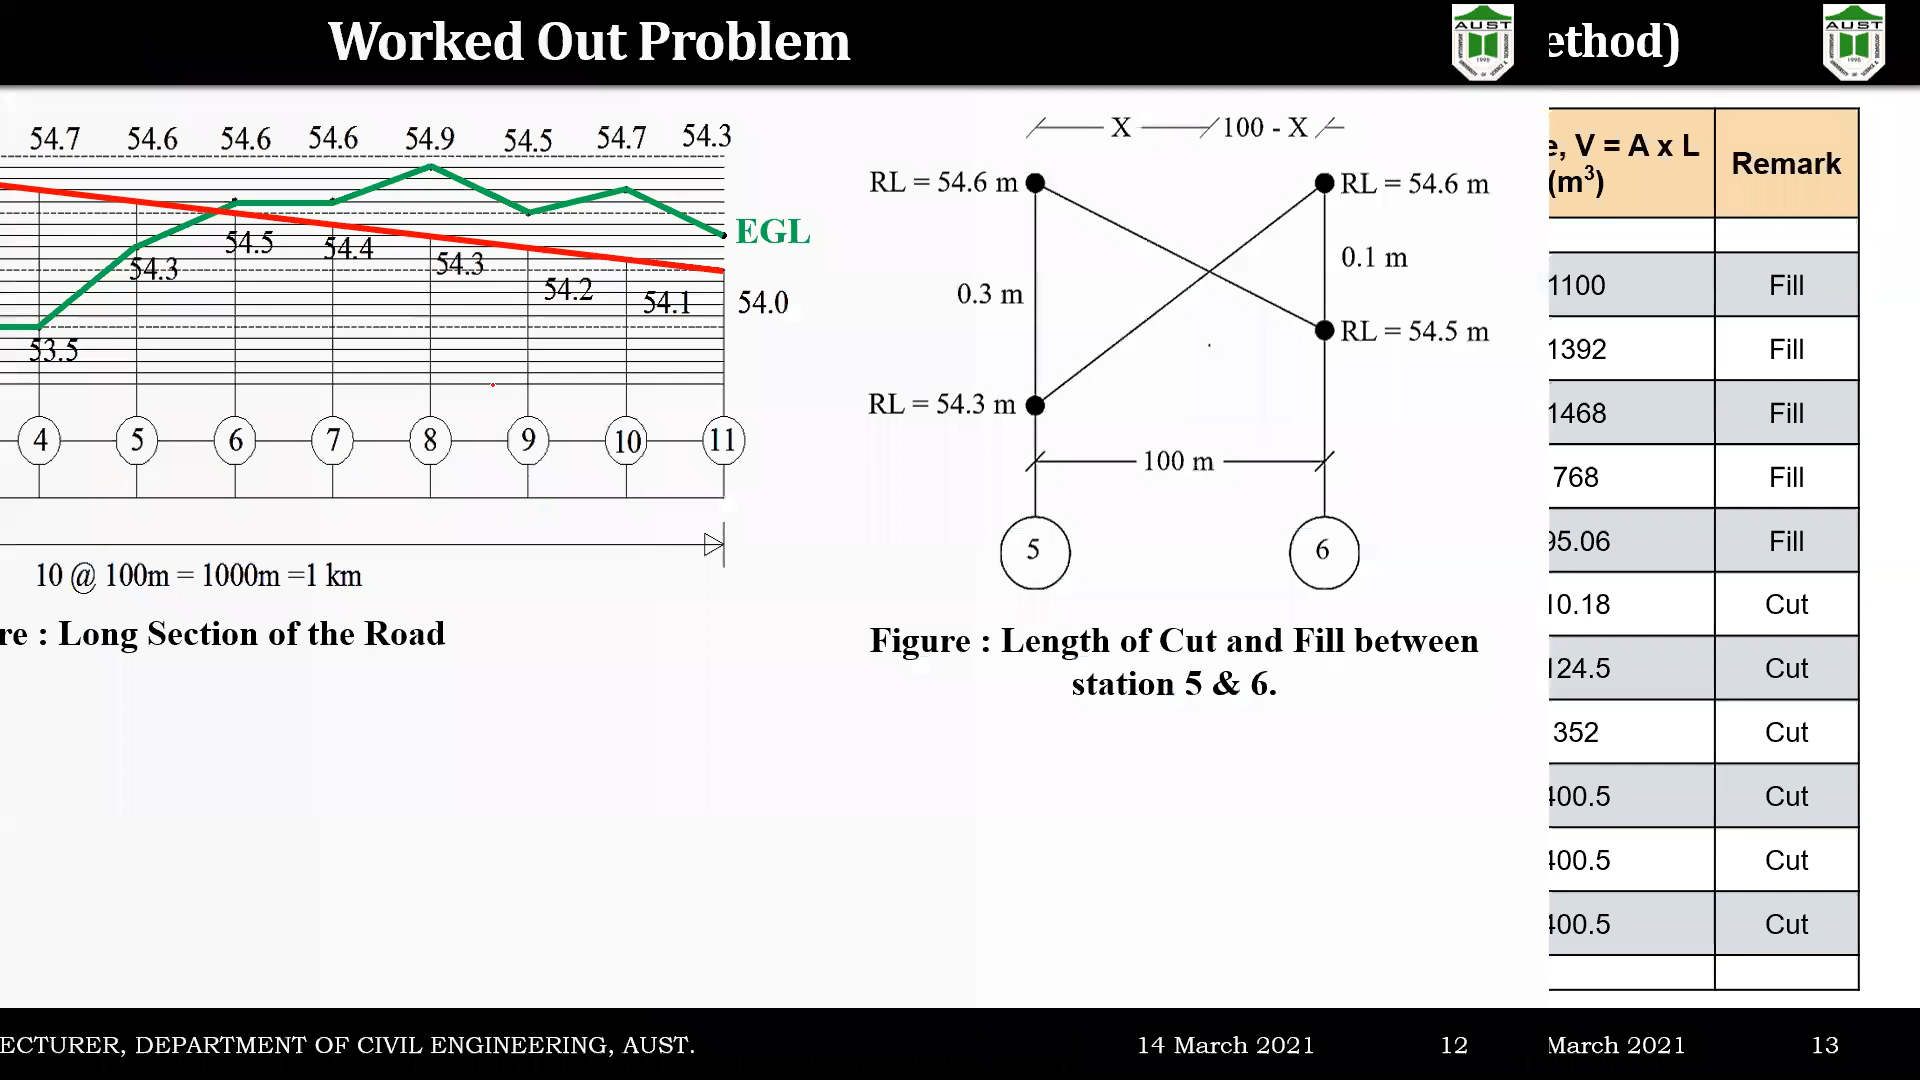 Worked Out Problem
AUST
ethod)
AUST
54.7 54.6 54.6 54.6 54.9 54.5 54.7 54.3
EGL
54.5 54.4 54.3 54.3 54.2 54.1 54.0
53.5
4 5 6 7 8 9 10 11
10 @ 100m = 1000m =1 km
re : Long Section of the Road
X 100 - X
RL = 54.6 m RL = 54.6 m
0.1 m
0.3 m
RL = 54.5 m
RL = 54.3 m
100 m
5 6
Figure : Length of Cut and Fill between
station 5 & 6.
e, V = A x L
(m³)
Remark
1100 Fill
1392 Fill
1468 Fill
768 Fill
95.06 Fill
10.18 Cut
124.5 Cut
352 Cut
400.5 Cut
400.5 Cut
400.5 Cut
ECTURER, DEPARTMENT OF CIVIL ENGINEERING, AUST.
14 March 2021 12
March 2021 13